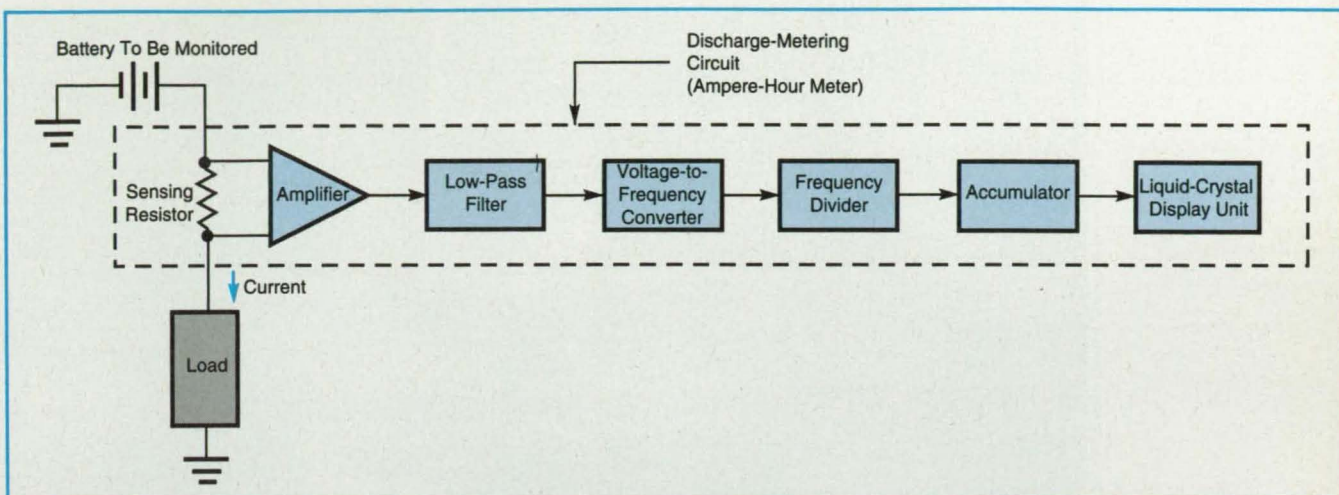 Battery To Be Monitored
Discharge-Metering
Circuit
(Ampere-Hour Meter)
Sensing
Resistor
Amplifier
Low-Pass
Filter
Voltage-to-
Frequency
Converter
Frequency
Divider
Accumulator
Liquid-Crystal
Display Unit
Current
Load